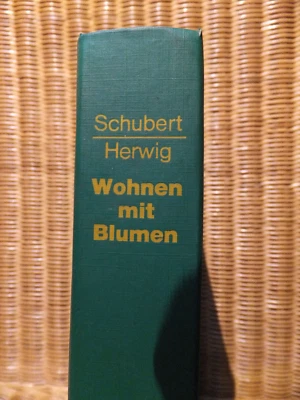 Schubert
Herwig
Wohnen
mit
Blumen